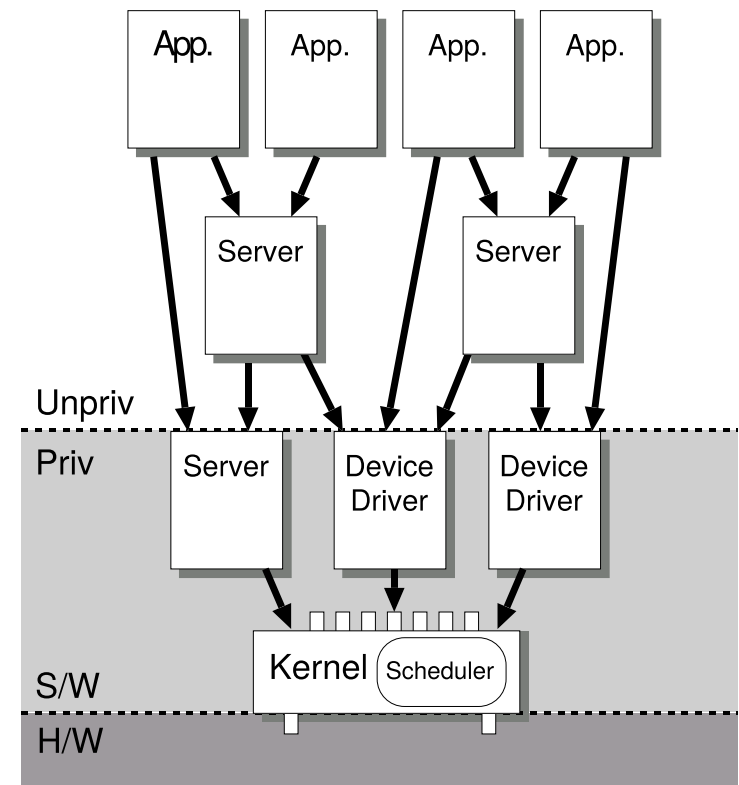 App.
App.
App.
App.
Server
Server
Unpriv
Priv
Server
Device
Driver
Device
Driver
Kernel
Scheduler
S/W
H/W